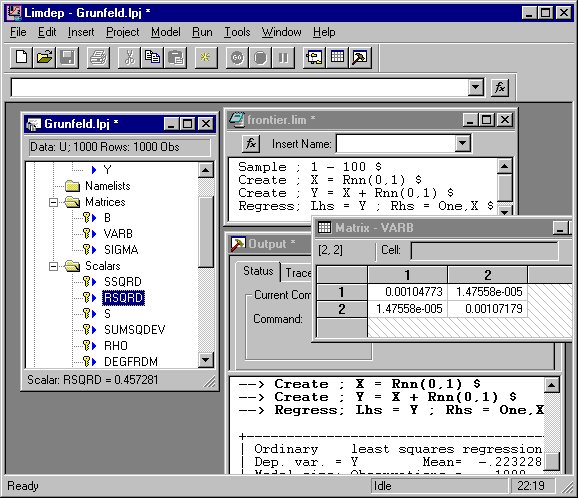 Limdep - Grunfeld.lpj *
File Edit Insert Project Model Run Tools Window Help
fx
Grunfeld.lpj *
Data: U; 1000 Rows: 1000 Obs
Y
Namelists
Matrices
B
VARB
SIGMA
Scalars
SSQRD
RSQRD
S
SUMSQDEV
RHO
DEGFRDM
Scalar: RSQRD = 0.457281
frontier.lim *
fx Insert Name:
Sample ; 1 - 100 $
Create ; X = Rnn(0,1) $
Create ; Y = X + Rnn(0,1) $
Regress; Lhs = Y ; Rhs = One,X $
Matrix - VARB
[2, 2] Cell:
1 2
1 0.00104773 1.47558e-005
2 1.47558e-005 0.00107179
Output *
Status Trace
Current Com
Command:
--> Create ; X = Rnn(0,1) $
--> Create ; Y = X + Rnn(0,1) $
--> Regress; Lhs = Y ; Rhs = One,X
+-----------------------------------
| Ordinary least squares regression
| Dep. var. = Y Mean= -.223228
Ready Idle 22:19